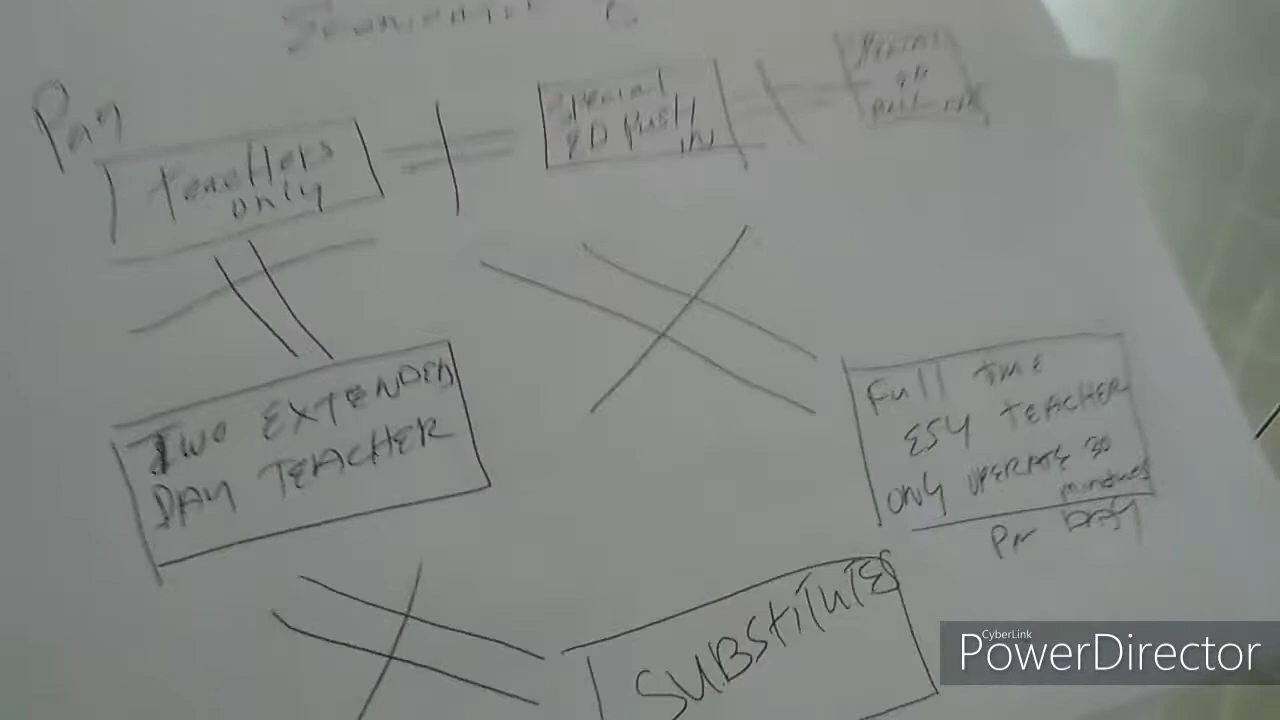 Pay
teachers
only
special
ED Push
IN
TWO EXTENDED
DAY TEACHER
Full time
ESY TEACHER
ONLY OPERATE 30
minutes
Per DAY
SUBSTITUTES
CyberLink
PowerDirector